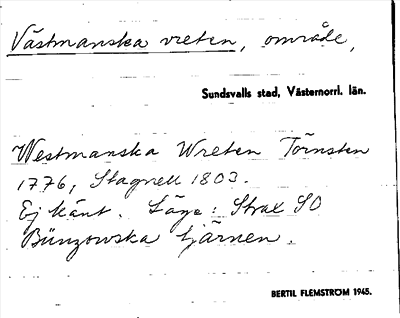 Västmanska vreten, område,
Sundsvalls stad, Västernorrl. län.
Westmanska Wreten Törnsten
1776, Stagnell 1803.
Ej känt. Läge: Strax SO
Bünzowska tjärnen.
BERTIL FLEMSTRÖM 1945.